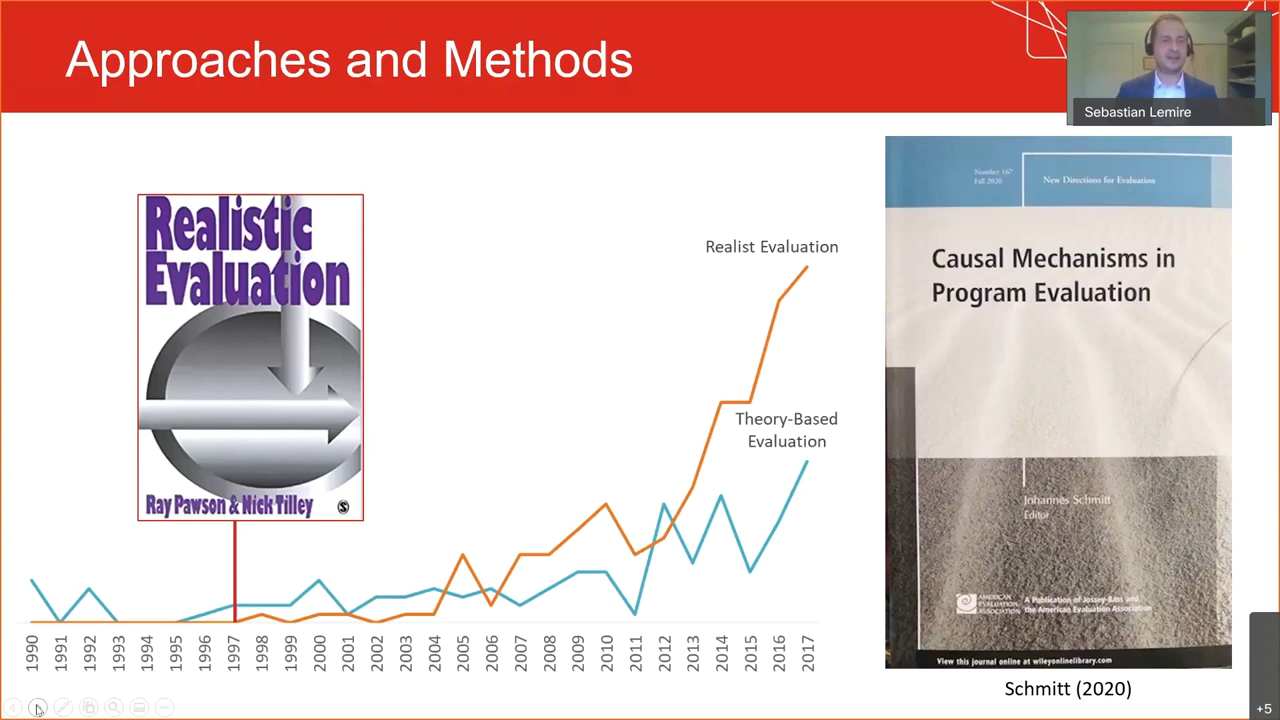 Approaches and Methods
Sebastian Lemire
Realistic
Evaluation
Ray Pawson & Nick Tilley
S
Realist Evaluation
Theory-Based
Evaluation
1990
1991
1992
1993
1994
1995
1996
1997
1998
1999
2000
2001
2002
2003
2004
2005
2006
2007
2008
2009
2010
2011
2012
2013
2014
2015
2016
2017
Number 167
Fall 2020
New Directions for Evaluation
Causal Mechanisms in
Program Evaluation
Johannes Schmitt
Editor
AMERICAN
EVALUATION
ASSOCIATION
A Publication of Jossey-Bass and
the American Evaluation Association
View this journal online at wileyonlinelibrary.com
Schmitt (2020)
+5